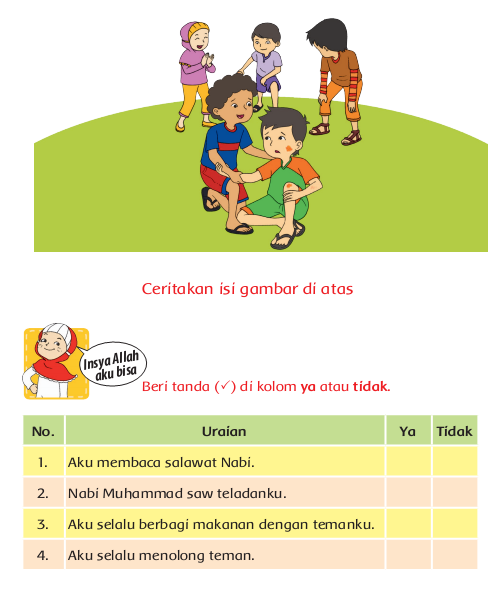 Ceritakan isi gambar di atas
Insya Allah
aku bisa
Beri tanda (✓) di kolom ya atau tidak.
No. Uraian Ya Tidak
1. Aku membaca salawat Nabi.
2. Nabi Muhammad saw teladanku.
3. Aku selalu berbagi makanan dengan temanku.
4. Aku selalu menolong teman.